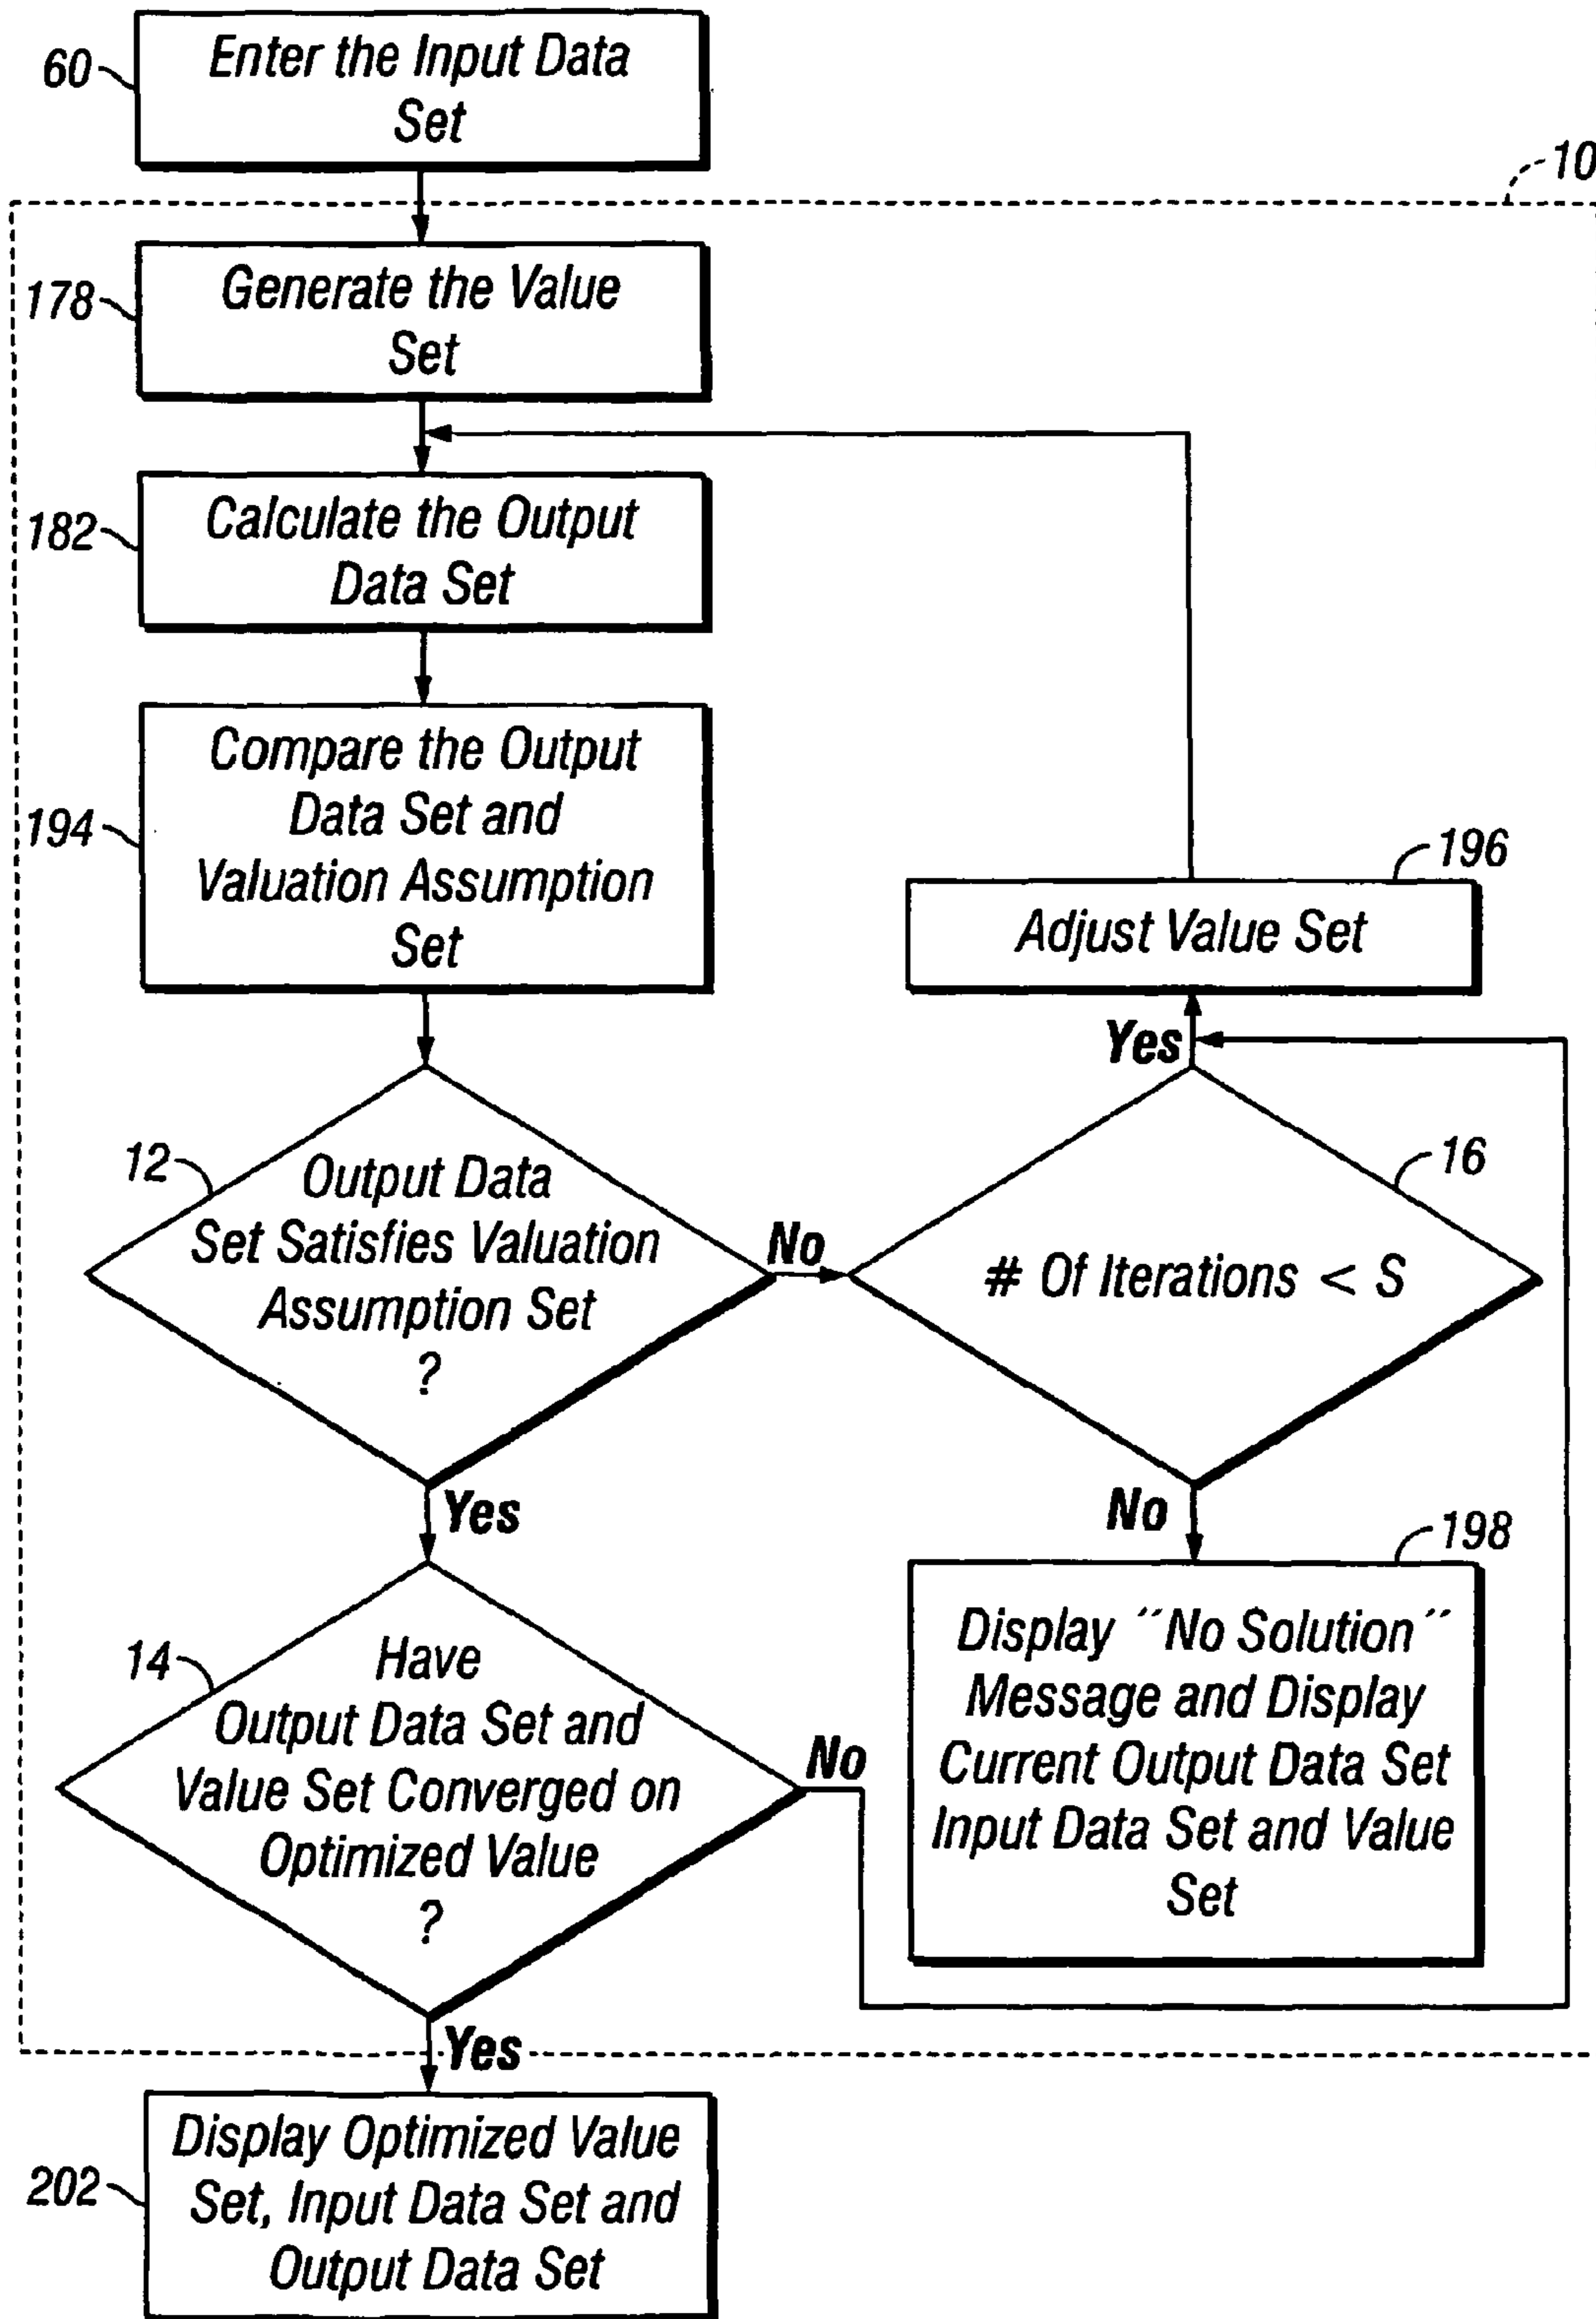 60
Enter the Input Data
Set
10
178
Generate the Value
Set
182
Calculate the Output
Data Set
194
Compare the Output
Data Set and
Valuation Assumption
Set
196
Adjust Value Set
Yes
12
Output Data
Set Satisfies Valuation
Assumption Set
?
No
16
# Of Iterations < S
Yes
No
14
Have
Output Data Set and
Value Set Converged on
Optimized Value
?
No
198
Display "No Solution"
Message and Display
Current Output Data Set
Input Data Set and Value
Set
Yes
202
Display Optimized Value
Set, Input Data Set and
Output Data Set